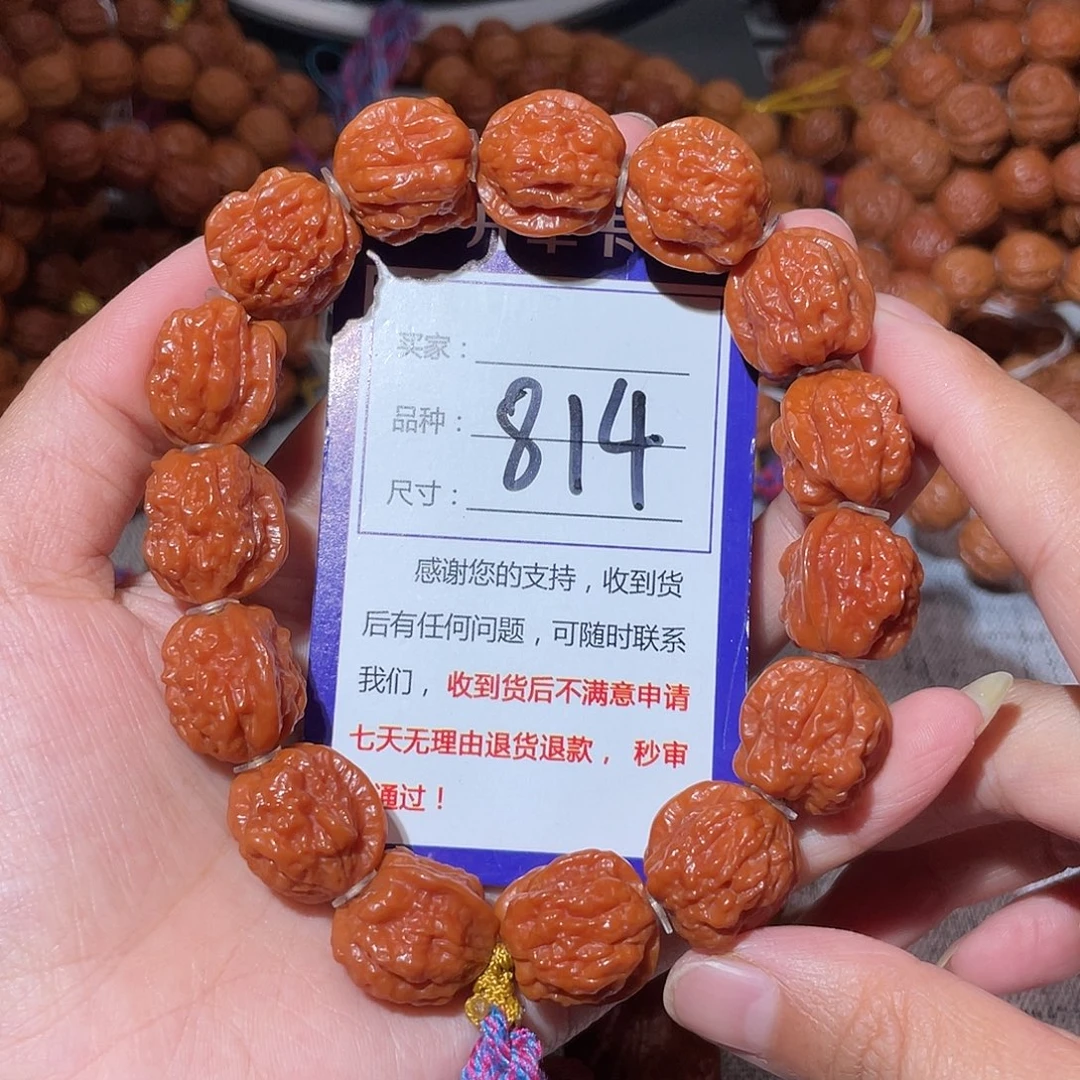 买家：
品种：814
尺寸：
感谢您的支持，收到货
后有任何问题，可随时联系
我们，收到货后不满意申请
七天无理由退货退款，秒审
通过！